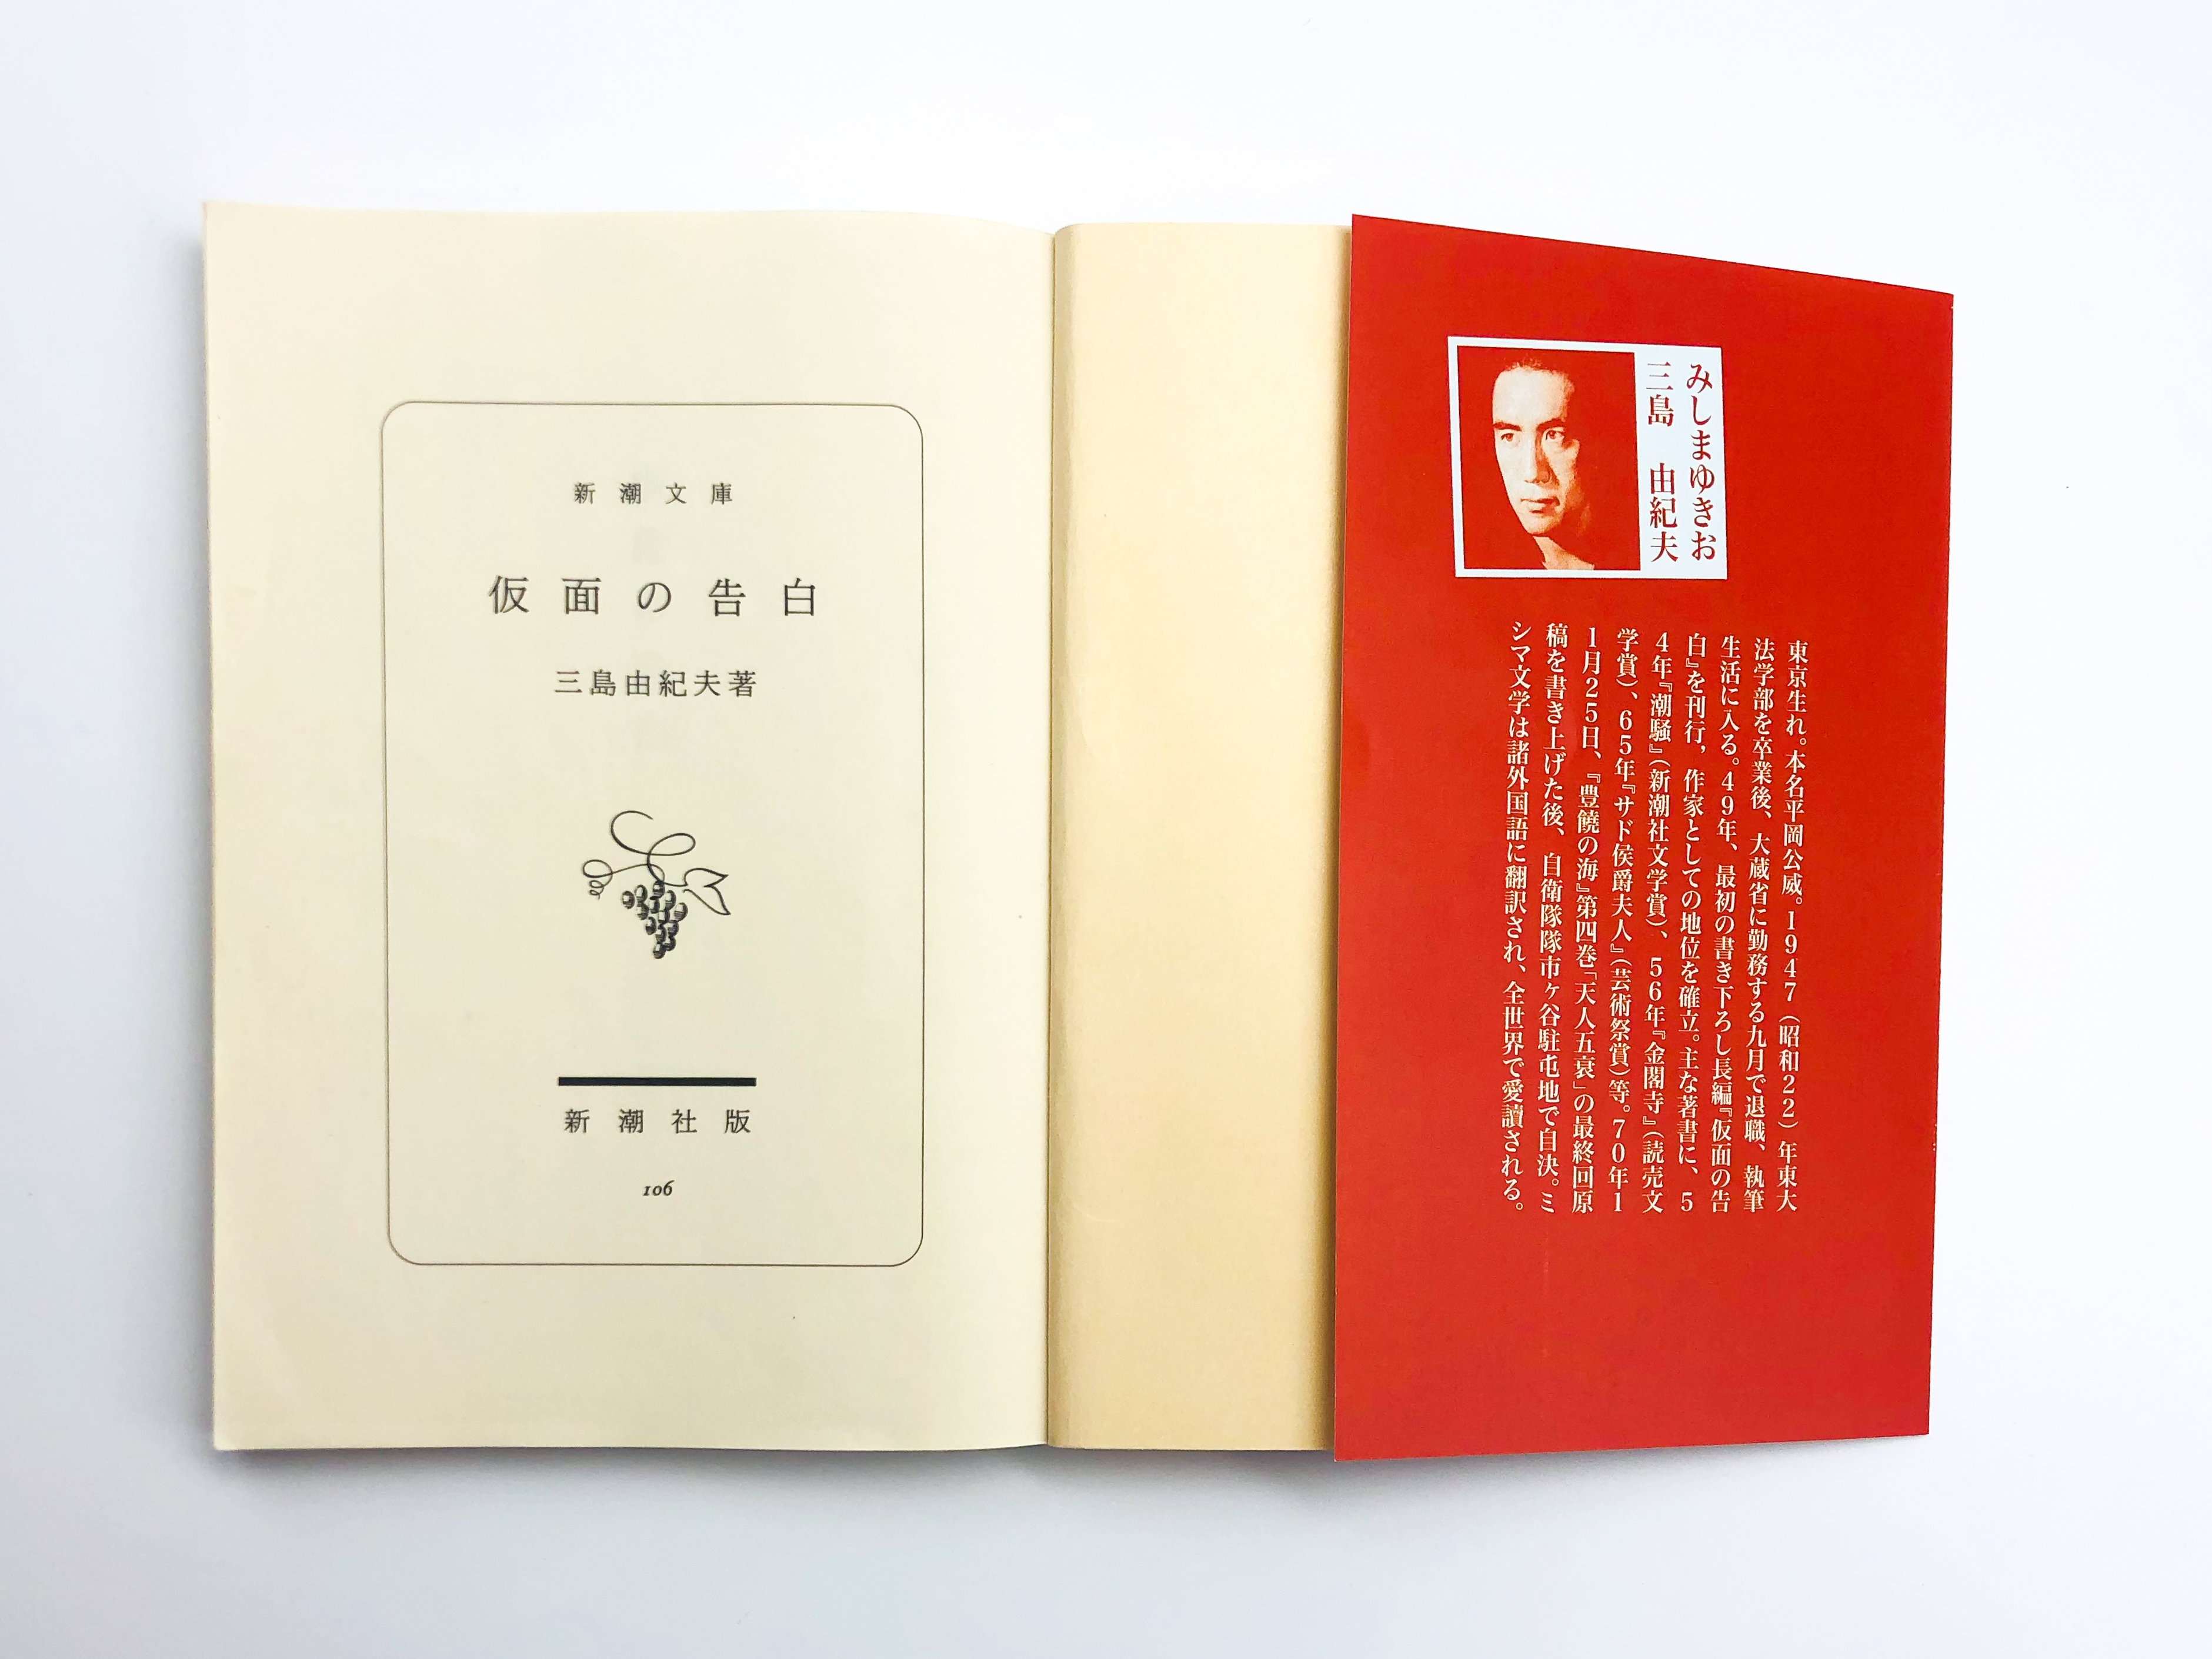 新潮文庫
仮面の告白
三島由紀夫著
新潮社版
106
みしまゆきお
三島 由紀夫
東京生れ。本名平岡公威。1947（昭和22）年東大
法学部を卒業後、大蔵省に勤務する九月で退職、執筆
生活に入る。49年、最初の書き下ろし長編『仮面の告
白』を刊行，作家としての地位を確立。主な著書に、5
4年『潮騒』（新潮社文学賞）、56年『金閣寺』（読売文
学賞）、65年『サド侯爵夫人』（芸術祭賞）等。70年1
1月25日、『豊饒の海』第四巻「天人五衰」の最終回原
稿を書き上げた後、自衛隊隊市ヶ谷駐屯地で自決。ミ
シマ文学は諸外国語に翻訳され、全世界で愛讀される。